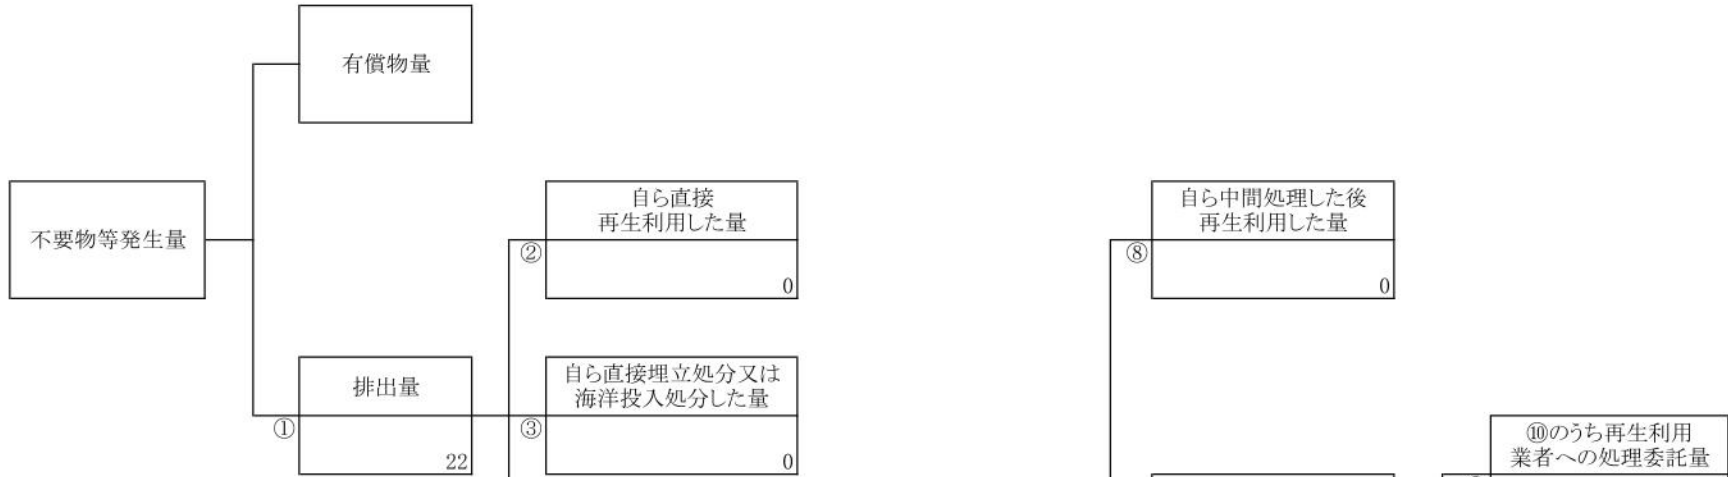 有償物量
不要物等発生量
自ら直接
再生利用した量
②
0
自ら中間処理した後
再生利用した量
⑧
0
排出量
①
22
自ら直接埋立処分又は
海洋投入処分した量
③
0
⑩のうち再生利用
業者への処理委託量